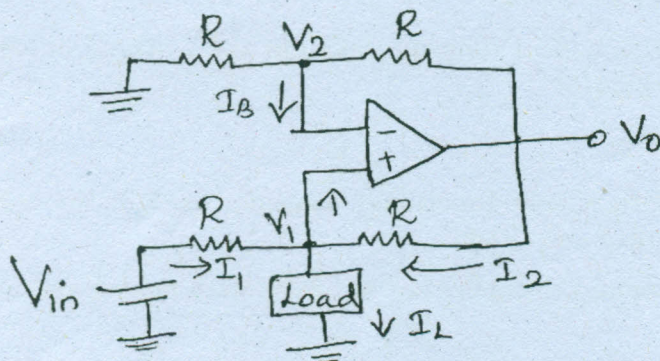 R V2 R
IB
−
+
Vo
R V1 R
I1 I2
Vin
Load
IL